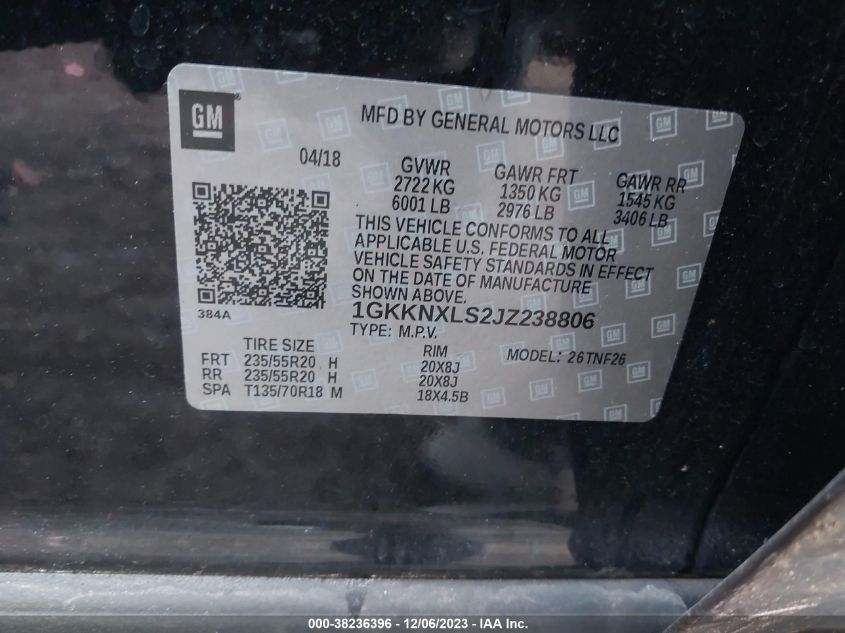 GM
MFD BY GENERAL MOTORS LLC
04/18
GVWR
2722 KG
6001 LB
GAWR FRT
1350 KG
2976 LB
GAWR RR
1545 KG
3406 LB
THIS VEHICLE CONFORMS TO ALL
APPLICABLE U.S. FEDERAL MOTOR
VEHICLE SAFETY STANDARDS IN EFFECT
ON THE DATE OF MANUFACTURE
SHOWN ABOVE.
384A
1GKKNXLS2JZ238806
TYPE: M.P.V.
MODEL: 26TNF26
TIRE SIZE RIM
FRT 235/55R20 H 20X8J
RR 235/55R20 H 20X8J
SPA T135/70R18 M 18X4.5B
000-38236396 - 12/06/2023 - IAA Inc.